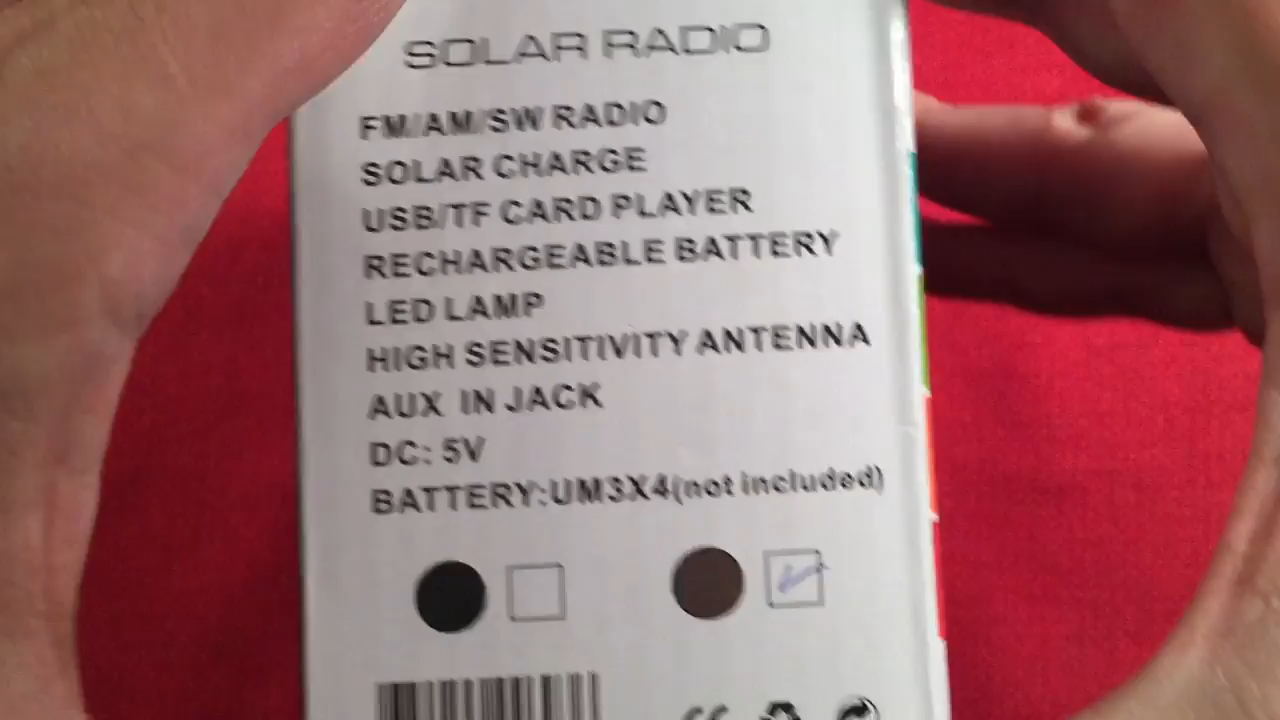 SOLAR RADIO
FM/AM/SW RADIO
SOLAR CHARGE
USB/TF CARD PLAYER
RECHARGEABLE BATTERY
LED LAMP
HIGH SENSITIVITY ANTENNA
AUX IN JACK
DC: 5V
BATTERY:UM3X4(not included)